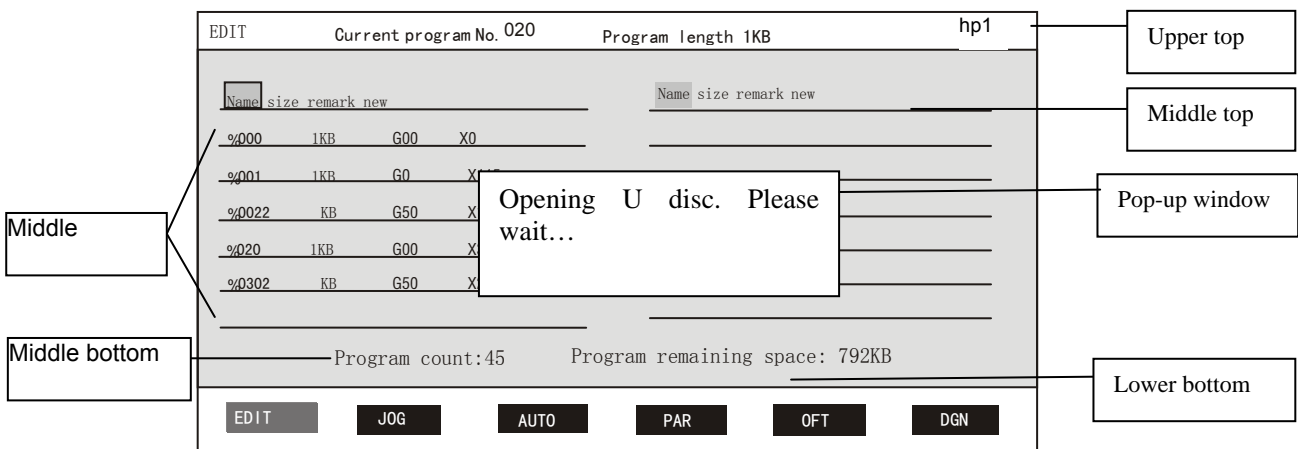 EDIT Current program No. 020 Program length 1KB hp1
Upper top
Name size remark new Name size remark new
Middle top
%000 1KB G00 X0
%001 1KB G0
Opening U disc. Please
wait…
Pop-up window
%0022 KB G50 X
Middle
%020 1KB G00
%0302 KB G50
Middle bottom
Program count:45 Program remaining space: 792KB
Lower bottom
EDIT JOG AUTO PAR OFT DGN